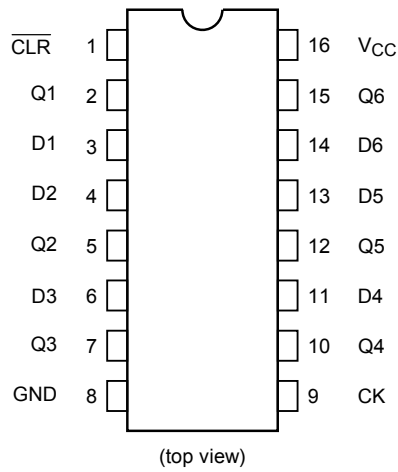 C̅L̅R̅ 1 16 VCC
Q1 2 15 Q6
D1 3 14 D6
D2 4 13 D5
Q2 5 12 Q5
D3 6 11 D4
Q3 7 10 Q4
GND 8 9 CK
(top view)